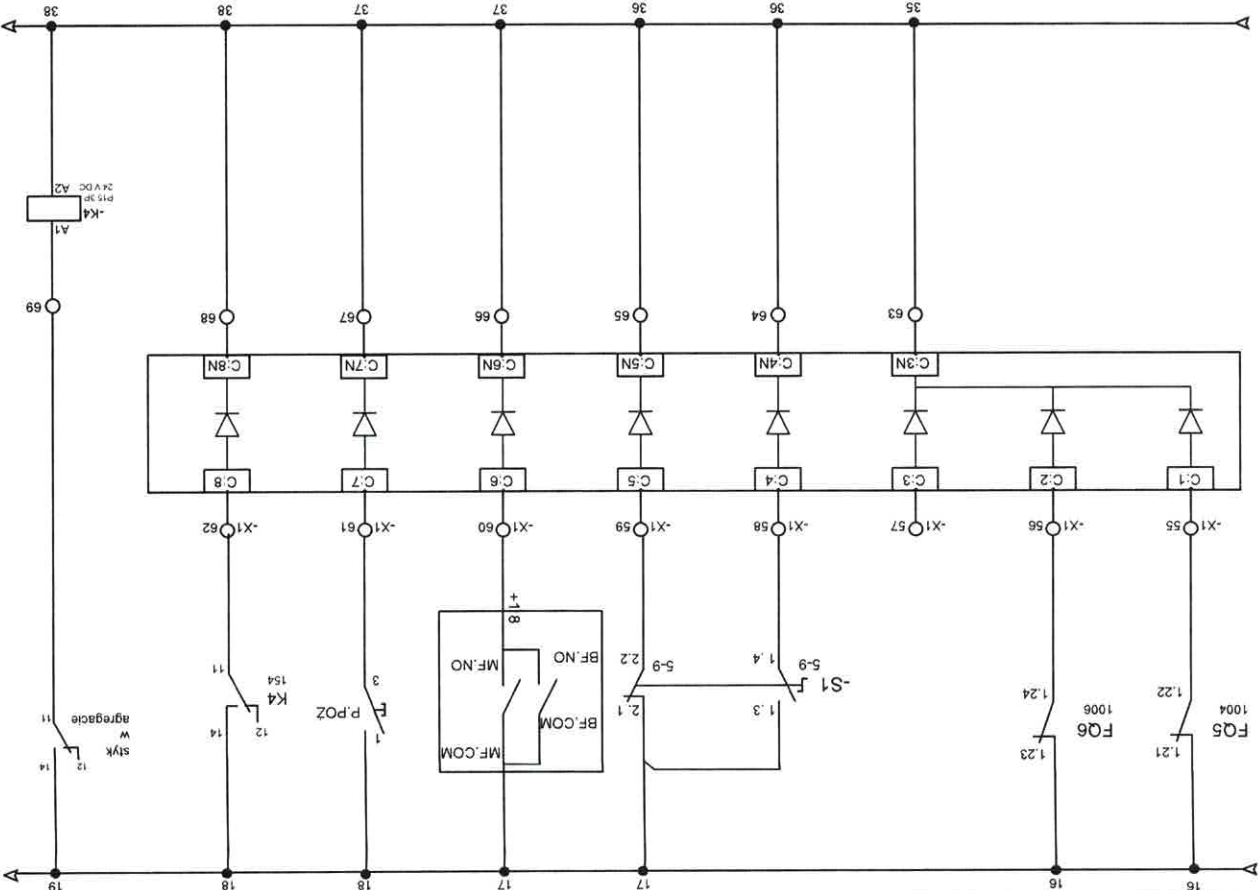 16
16
17
17
18
18
19
FQ5
1004
1.21
1.22
FQ6
1006
1.23
1.24
-S1
5-9
1.3
1.4
5-9
2.1
2.2
MF.COM
BF.COM
BF.NO
MF.NO
+18
P.POŻ
1
3
K4
154
12
14
11
styk
w
agregacie
12
14
11
-X1 55
-X1 56
-X1 57
-X1 58
-X1 59
-X1 60
-X1 61
-X1 62
C:1
C:2
C:3
C:4
C:5
C:6
C:7
C:8
C:3N
C:4N
C:5N
C:6N
C:7N
C:8N
63
64
65
66
67
68
69
-K4
P15 3P
24 V DC
A1
A2
35
36
36
37
37
38
38